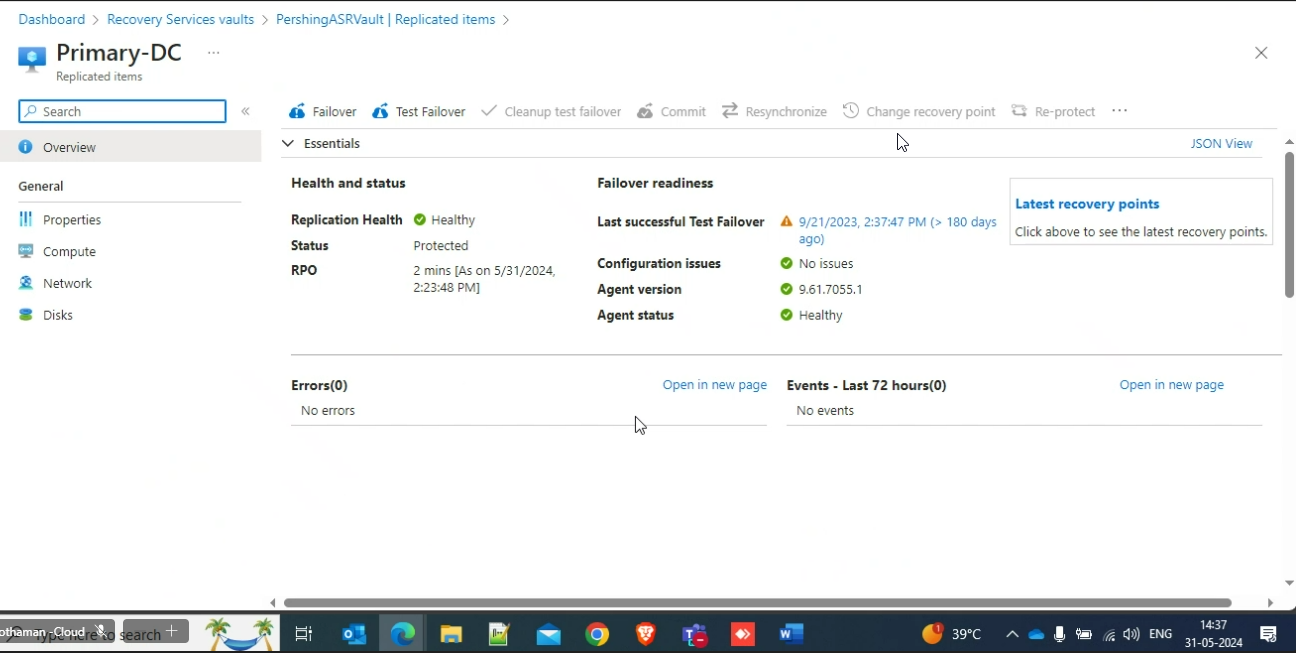 Dashboard > Recovery Services vaults > PershingASRVault | Replicated items >
Primary-DC ...
Replicated items
Search «
Failover Test Failover Cleanup test failover Commit Resynchronize Change recovery point Re-protect ...
Overview
Essentials JSON View
General
Properties
Compute
Network
Disks
Health and status
Replication Health Healthy
Status Protected
RPO 2 mins [As on 5/31/2024,
2:23:48 PM]
Failover readiness
Last successful Test Failover 9/21/2023, 2:37:47 PM (> 180 days
ago)
Configuration issues No issues
Agent version 9.61.7055.1
Agent status Healthy
Latest recovery points
Click above to see the latest recovery points.
Errors(0) Open in new page
No errors
Events - Last 72 hours(0) Open in new page
No events
othaman -Cloud
Type here to search
39°C
ENG
14:37
31-05-2024